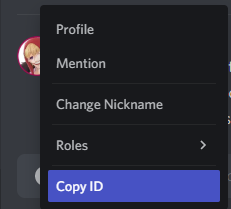 Profile
Mention
Change Nickname
Roles
Copy ID